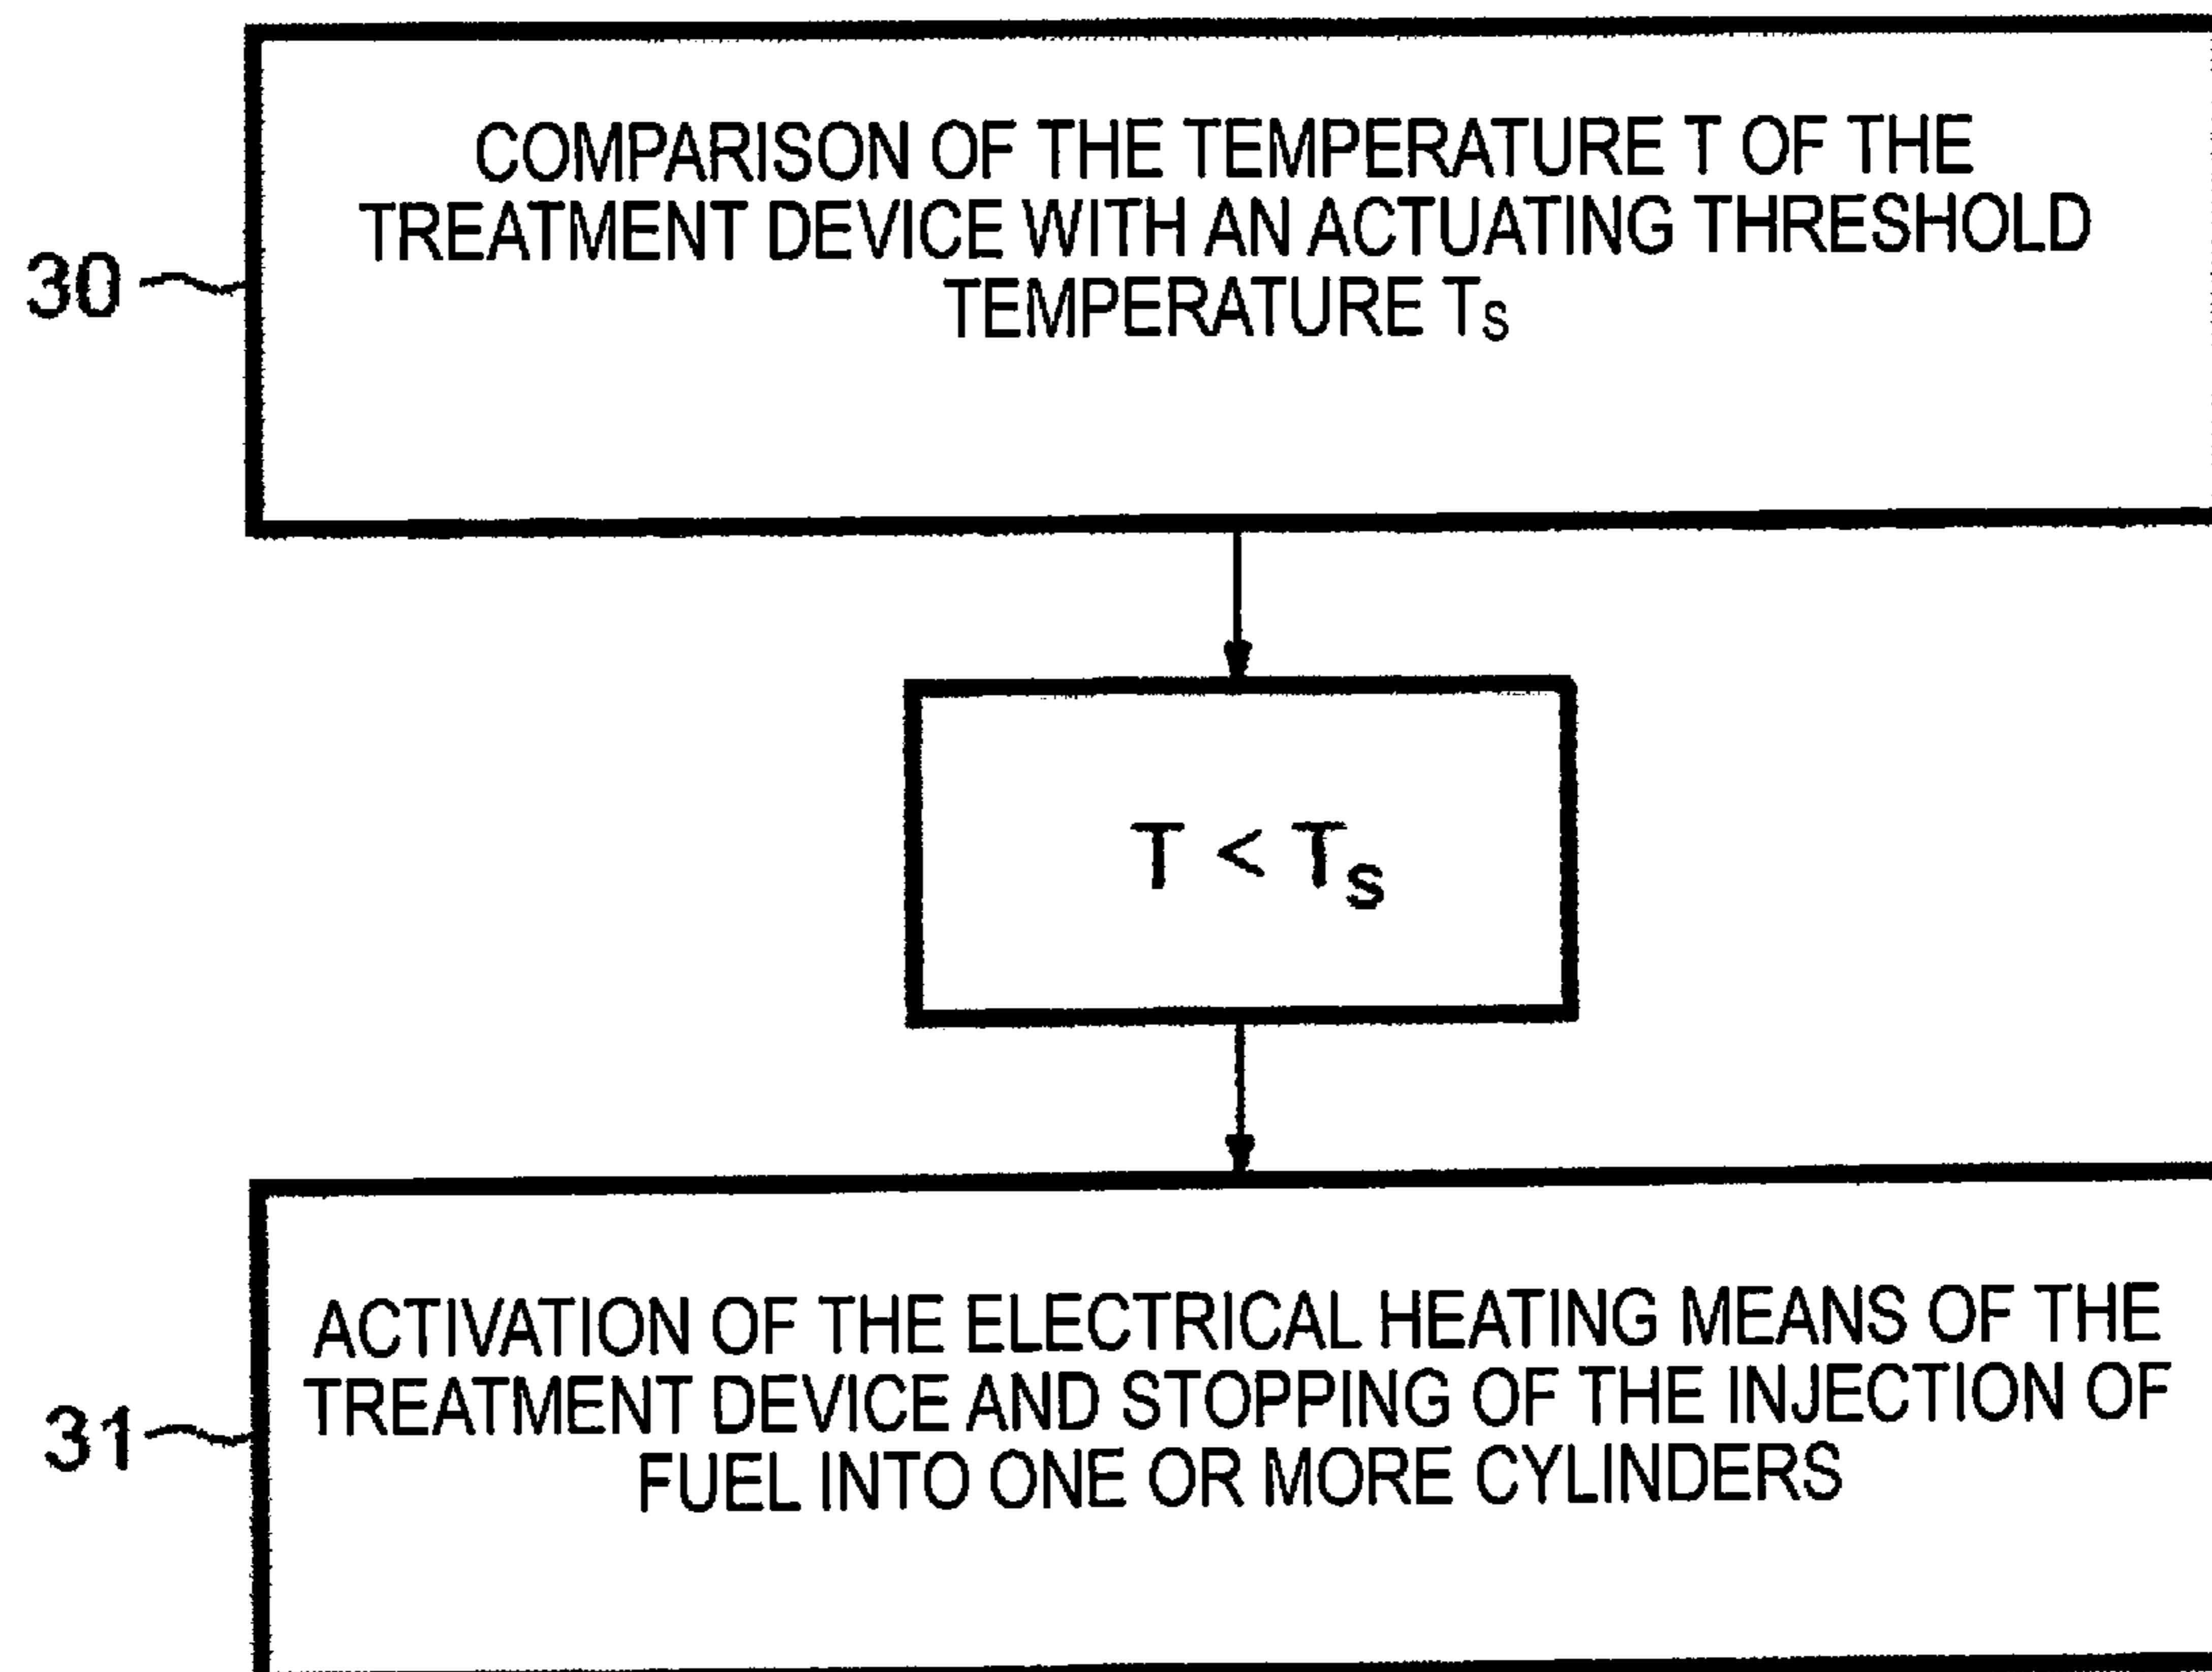 COMPARISON OF THE TEMPERATURE T OF THE
TREATMENT DEVICE WITH AN ACTUATING THRESHOLD
TEMPERATURE TS
30
T < TS
ACTIVATION OF THE ELECTRICAL HEATING MEANS OF THE
TREATMENT DEVICE AND STOPPING OF THE INJECTION OF
FUEL INTO ONE OR MORE CYLINDERS
31